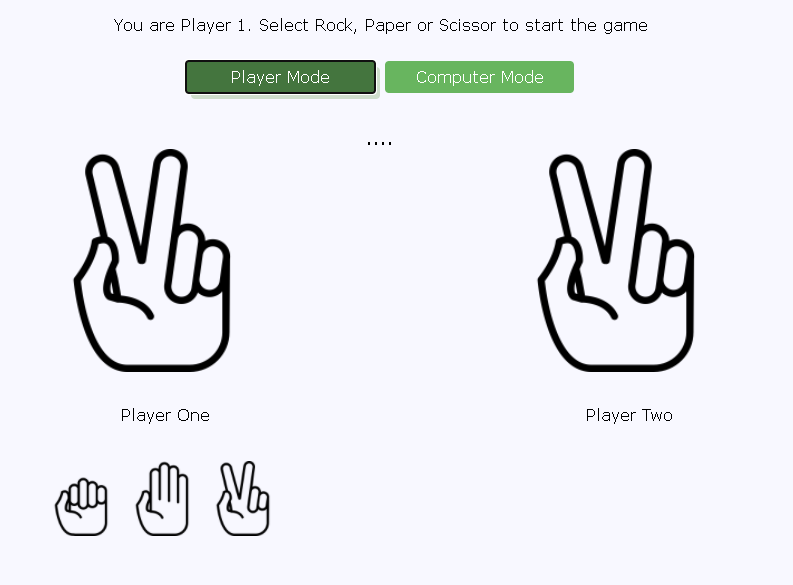 You are Player 1. Select Rock, Paper or Scissor to start the game
Player Mode
Computer Mode
....
Player One
Player Two